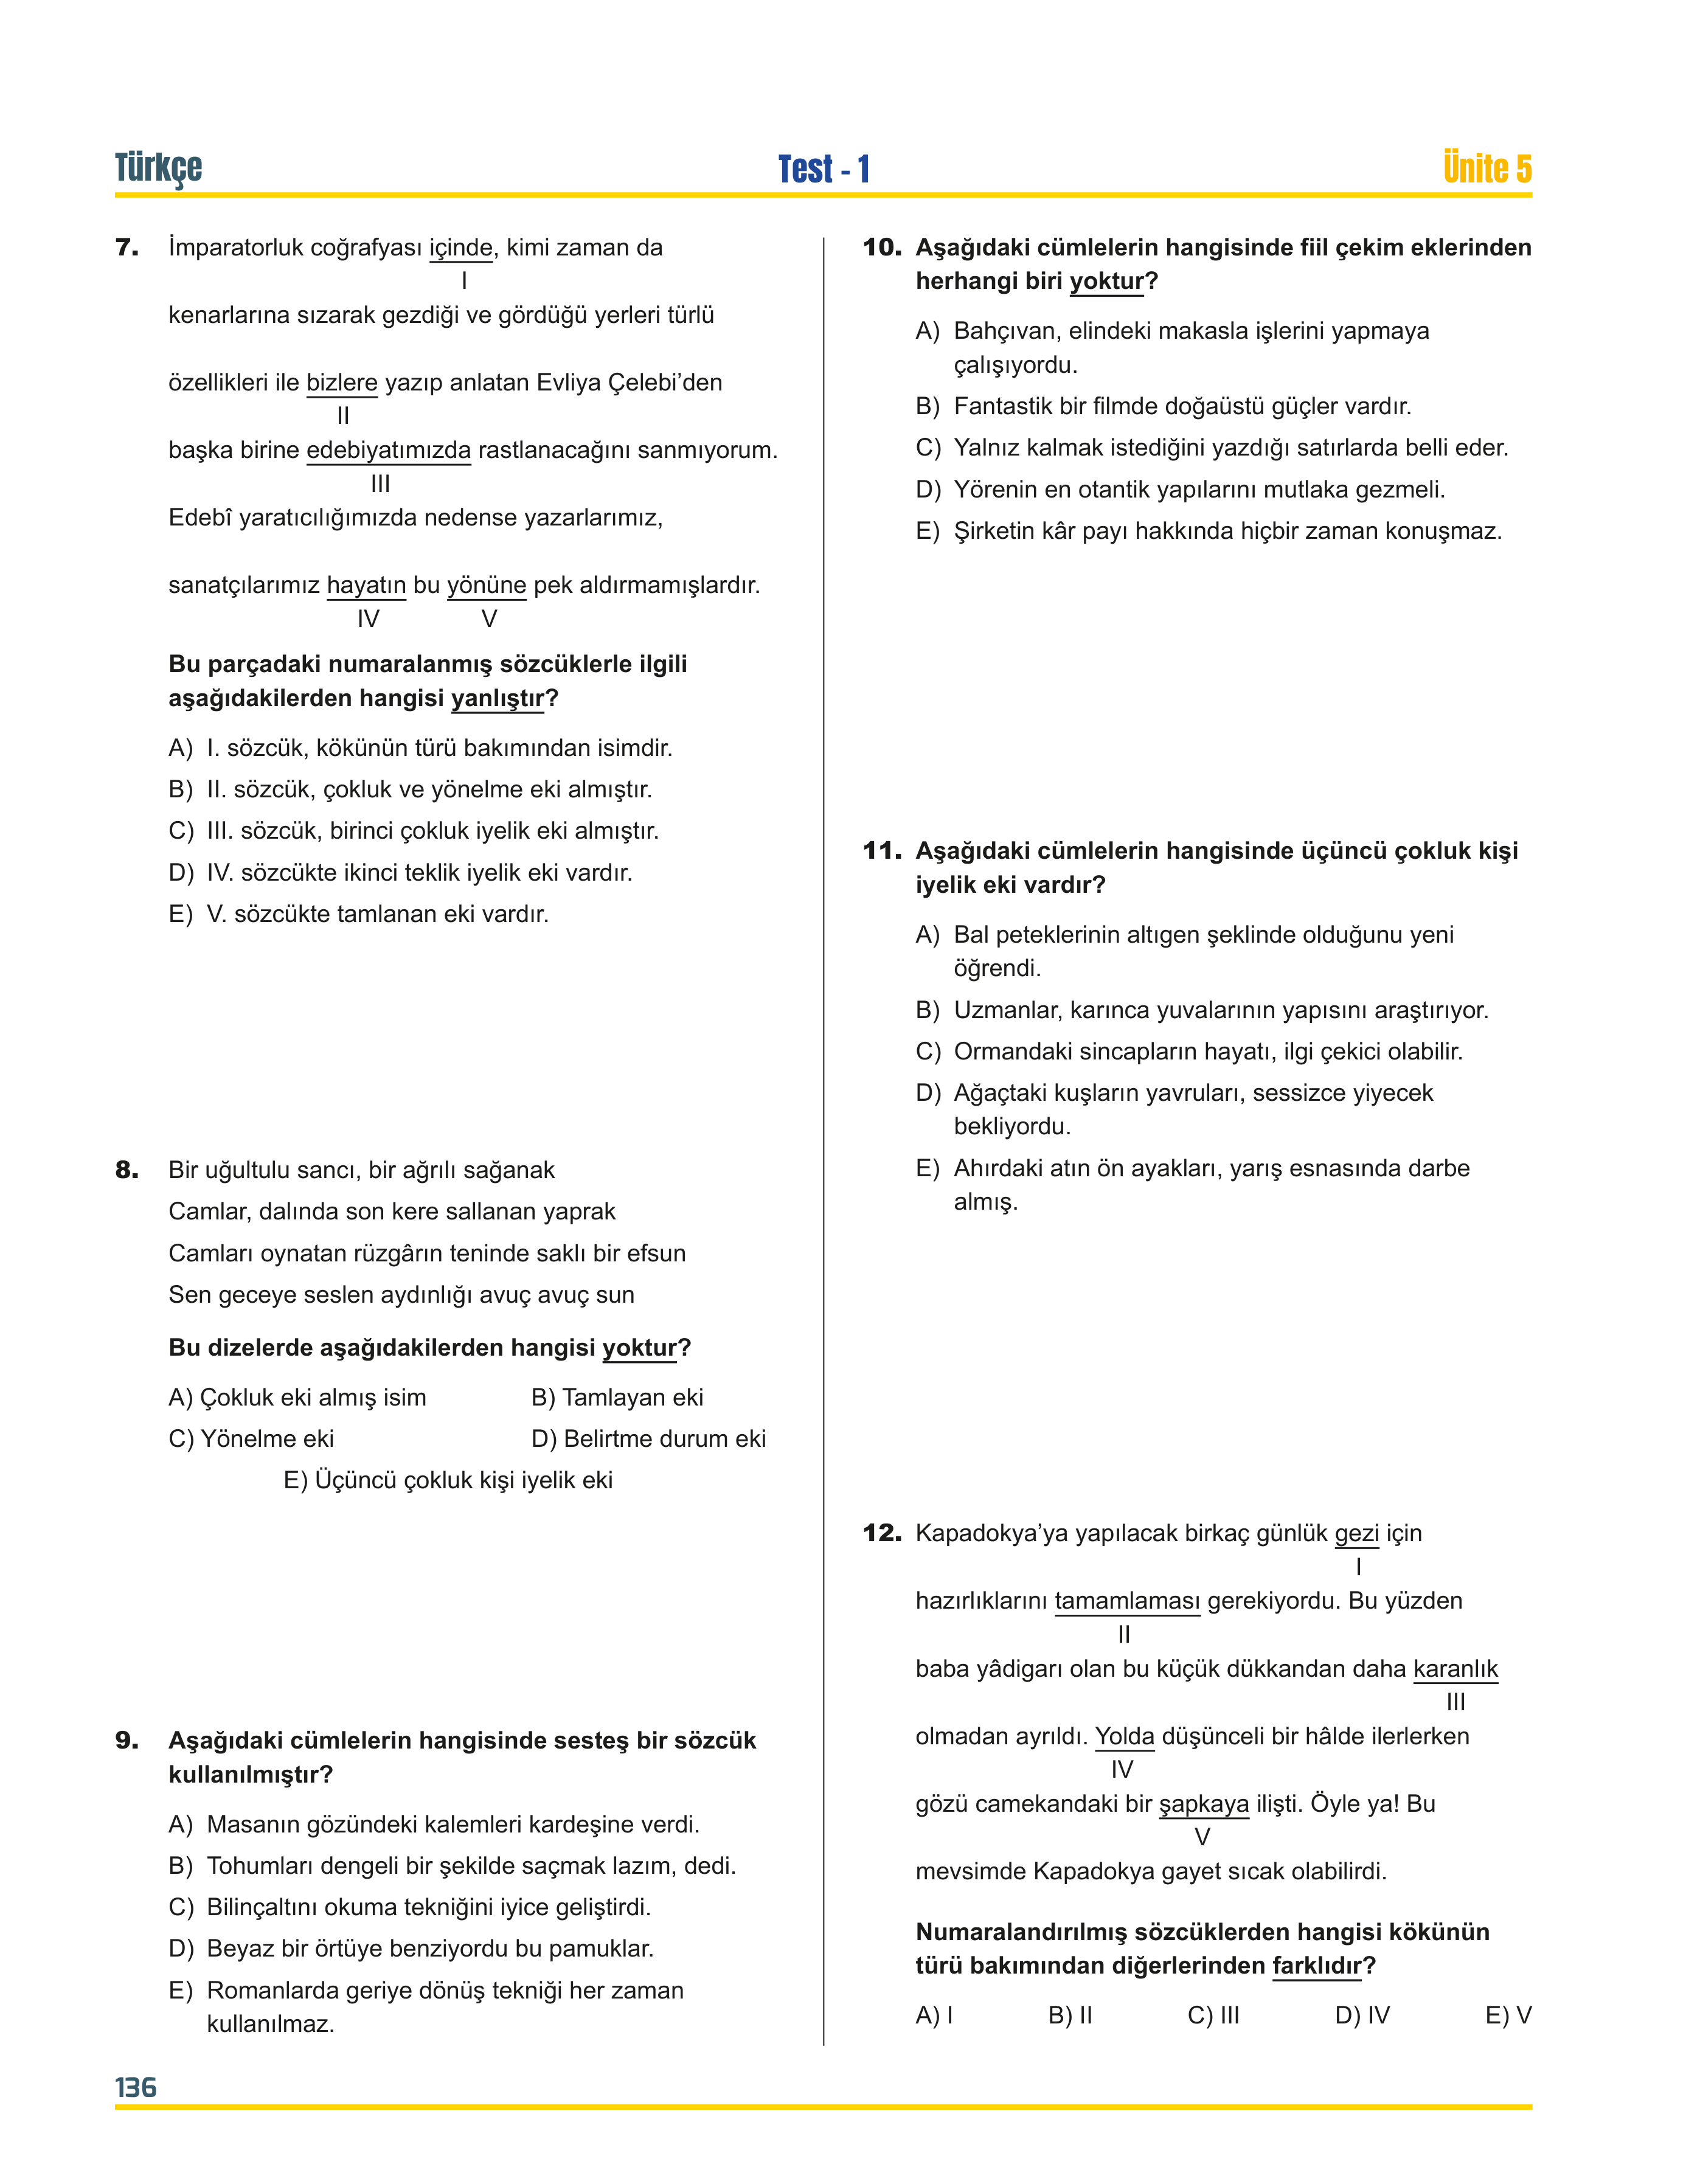 Türkçe
Test - 1
Ünite 5
7. İmparatorluk coğrafyası içinde, kimi zaman da
I
kenarlarına sızarak gezdiği ve gördüğü yerleri türlü
özellikleri ile bizlere yazıp anlatan Evliya Çelebi’den
II
başka birine edebiyatımızda rastlanacağını sanmıyorum.
III
Edebî yaratıcılığımızda nedense yazarlarımız,
sanatçılarımız hayatın bu yönüne pek aldırmamışlardır.
IV V
Bu parçadaki numaralanmış sözcüklerle ilgili
aşağıdakilerden hangisi yanlıştır?
A) I. sözcük, kökünün türü bakımından isimdir.
B) II. sözcük, çokluk ve yönelme eki almıştır.
C) III. sözcük, birinci çokluk iyelik eki almıştır.
D) IV. sözcükte ikinci teklik iyelik eki vardır.
E) V. sözcükte tamlanan eki vardır.
8. Bir uğultulu sancı, bir ağrılı sağanak
Camlar, dalında son kere sallanan yaprak
Camları oynatan rüzgârın teninde saklı bir efsun
Sen geceye seslen aydınlığı avuç avuç sun
Bu dizelerde aşağıdakilerden hangisi yoktur?
A) Çokluk eki almış isim B) Tamlayan eki
C) Yönelme eki D) Belirtme durum eki
E) Üçüncü çokluk kişi iyelik eki
9. Aşağıdaki cümlelerin hangisinde sesteş bir sözcük
kullanılmıştır?
A) Masanın gözündeki kalemleri kardeşine verdi.
B) Tohumları dengeli bir şekilde saçmak lazım, dedi.
C) Bilinçaltını okuma tekniğini iyice geliştirdi.
D) Beyaz bir örtüye benziyordu bu pamuklar.
E) Romanlarda geriye dönüş tekniği her zaman
kullanılmaz.
10. Aşağıdaki cümlelerin hangisinde fiil çekim eklerinden
herhangi biri yoktur?
A) Bahçıvan, elindeki makasla işlerini yapmaya
çalışıyordu.
B) Fantastik bir filmde doğaüstü güçler vardır.
C) Yalnız kalmak istediğini yazdığı satırlarda belli eder.
D) Yörenin en otantik yapılarını mutlaka gezmeli.
E) Şirketin kâr payı hakkında hiçbir zaman konuşmaz.
11. Aşağıdaki cümlelerin hangisinde üçüncü çokluk kişi
iyelik eki vardır?
A) Bal peteklerinin altıgen şeklinde olduğunu yeni
öğrendi.
B) Uzmanlar, karınca yuvalarının yapısını araştırıyor.
C) Ormandaki sincapların hayatı, ilgi çekici olabilir.
D) Ağaçtaki kuşların yavruları, sessizce yiyecek
bekliyordu.
E) Ahırdaki atın ön ayakları, yarış esnasında darbe
almış.
12. Kapadokya’ya yapılacak birkaç günlük gezi için
I
hazırlıklarını tamamlaması gerekiyordu. Bu yüzden
II
baba yâdigarı olan bu küçük dükkandan daha karanlık
III
olmadan ayrıldı. Yolda düşünceli bir hâlde ilerlerken
IV
gözü camekandaki bir şapkaya ilişti. Öyle ya! Bu
V
mevsimde Kapadokya gayet sıcak olabilirdi.
Numaralandırılmış sözcüklerden hangisi kökünün
türü bakımından diğerlerinden farklıdır?
A) I B) II C) III D) IV E) V
136